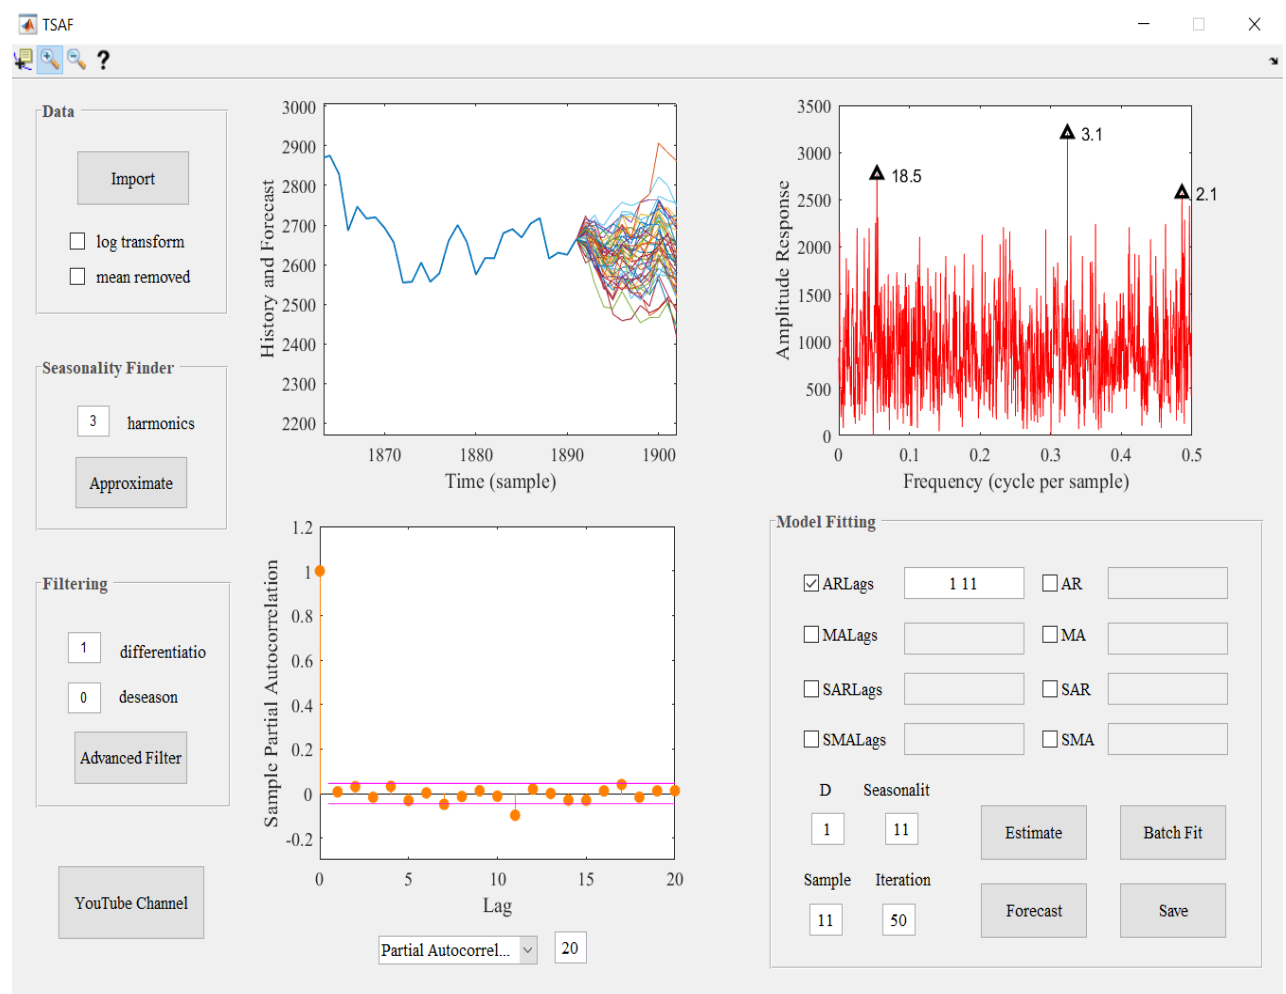 TSAF
?
Data
Import
log transform
mean removed
Seasonality Finder
3 harmonics
Approximate
Filtering
1 differentiatio
0 deseason
Advanced Filter
YouTube Channel
History and Forecast
3000
2900
2800
2700
2600
2500
2400
2300
2200
1870 1880 1890 1900
Time (sample)
Amplitude Response
3500
3000
2500
2000
1500
1000
500
0
18.5
3.1
2.1
0 0.1 0.2 0.3 0.4 0.5
Frequency (cycle per sample)
Sample Partial Autocorrelation
1.2
1
0.8
0.6
0.4
0.2
0
-0.2
0 5 10 15 20
Lag
Partial Autocorrel... 20
Model Fitting
ARLags 1 11 AR
MALags MA
SARLags SAR
SMALags SMA
D Seasonalit
1 11 Estimate Batch Fit
Sample Iteration
11 50 Forecast Save